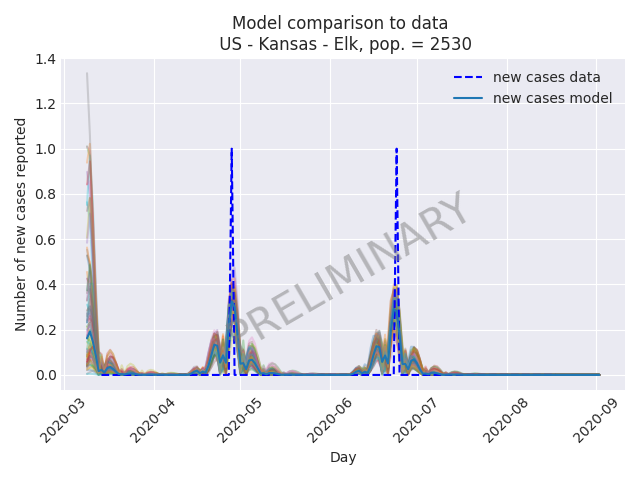 Model comparison to data
US - Kansas - Elk, pop. = 2530
1.4
1.2
1.0
0.8
0.6
0.4
0.2
0.0
Number of new cases reported
new cases data
new cases model
PRELIMINARY
2020-03
2020-04
2020-05
2020-06
2020-07
2020-08
2020-09
Day